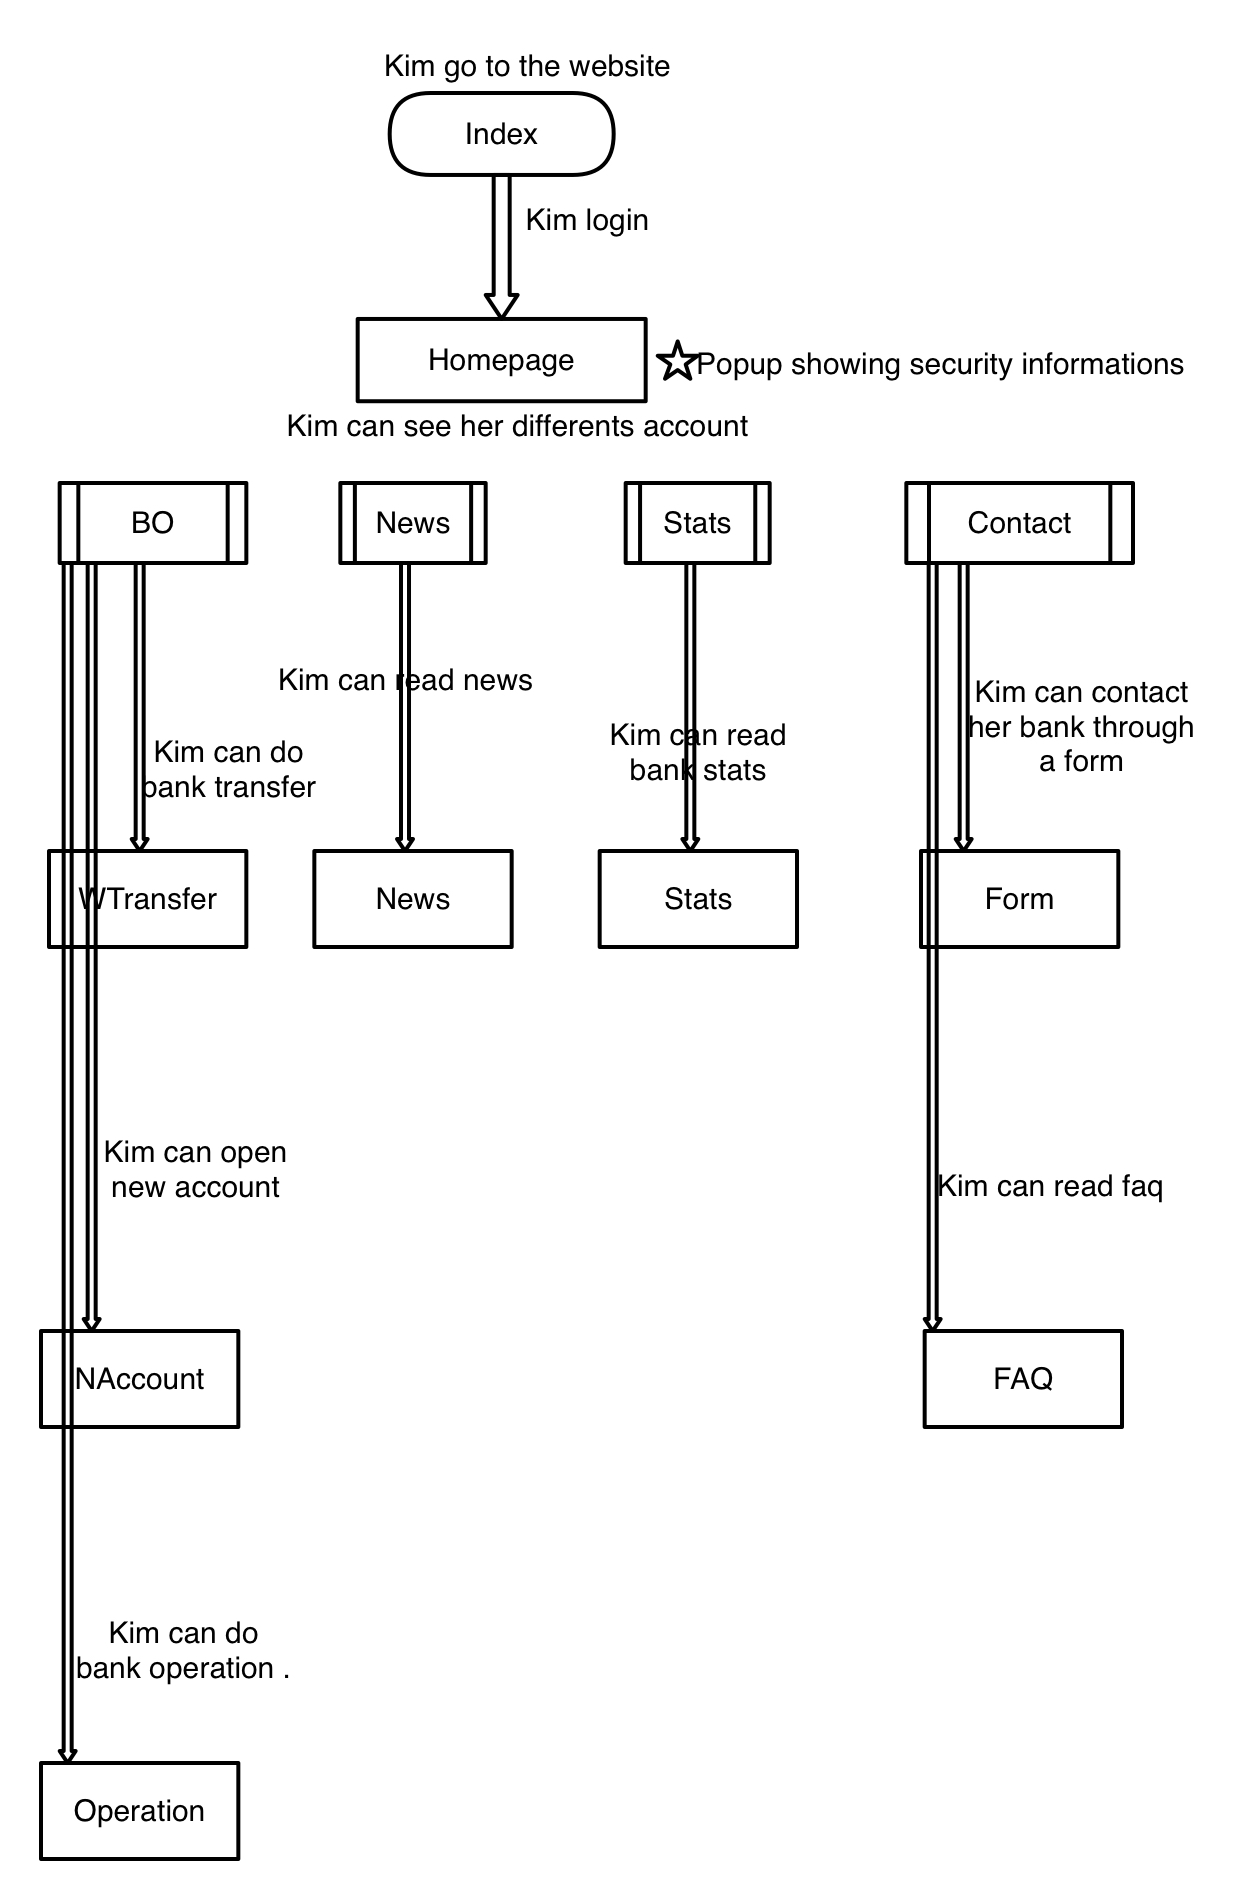 Kim go to the website
Index
Kim login
Homepage
Popup showing security informations
Kim can see her differents account
BO
News
Stats
Contact
Kim can read news
Kim can do
bank transfer
Kim can read
bank stats
Kim can contact
her bank through
a form
WTransfer
News
Stats
Form
Kim can open
new account
Kim can read faq
NAccount
FAQ
Kim can do
bank operation .
Operation